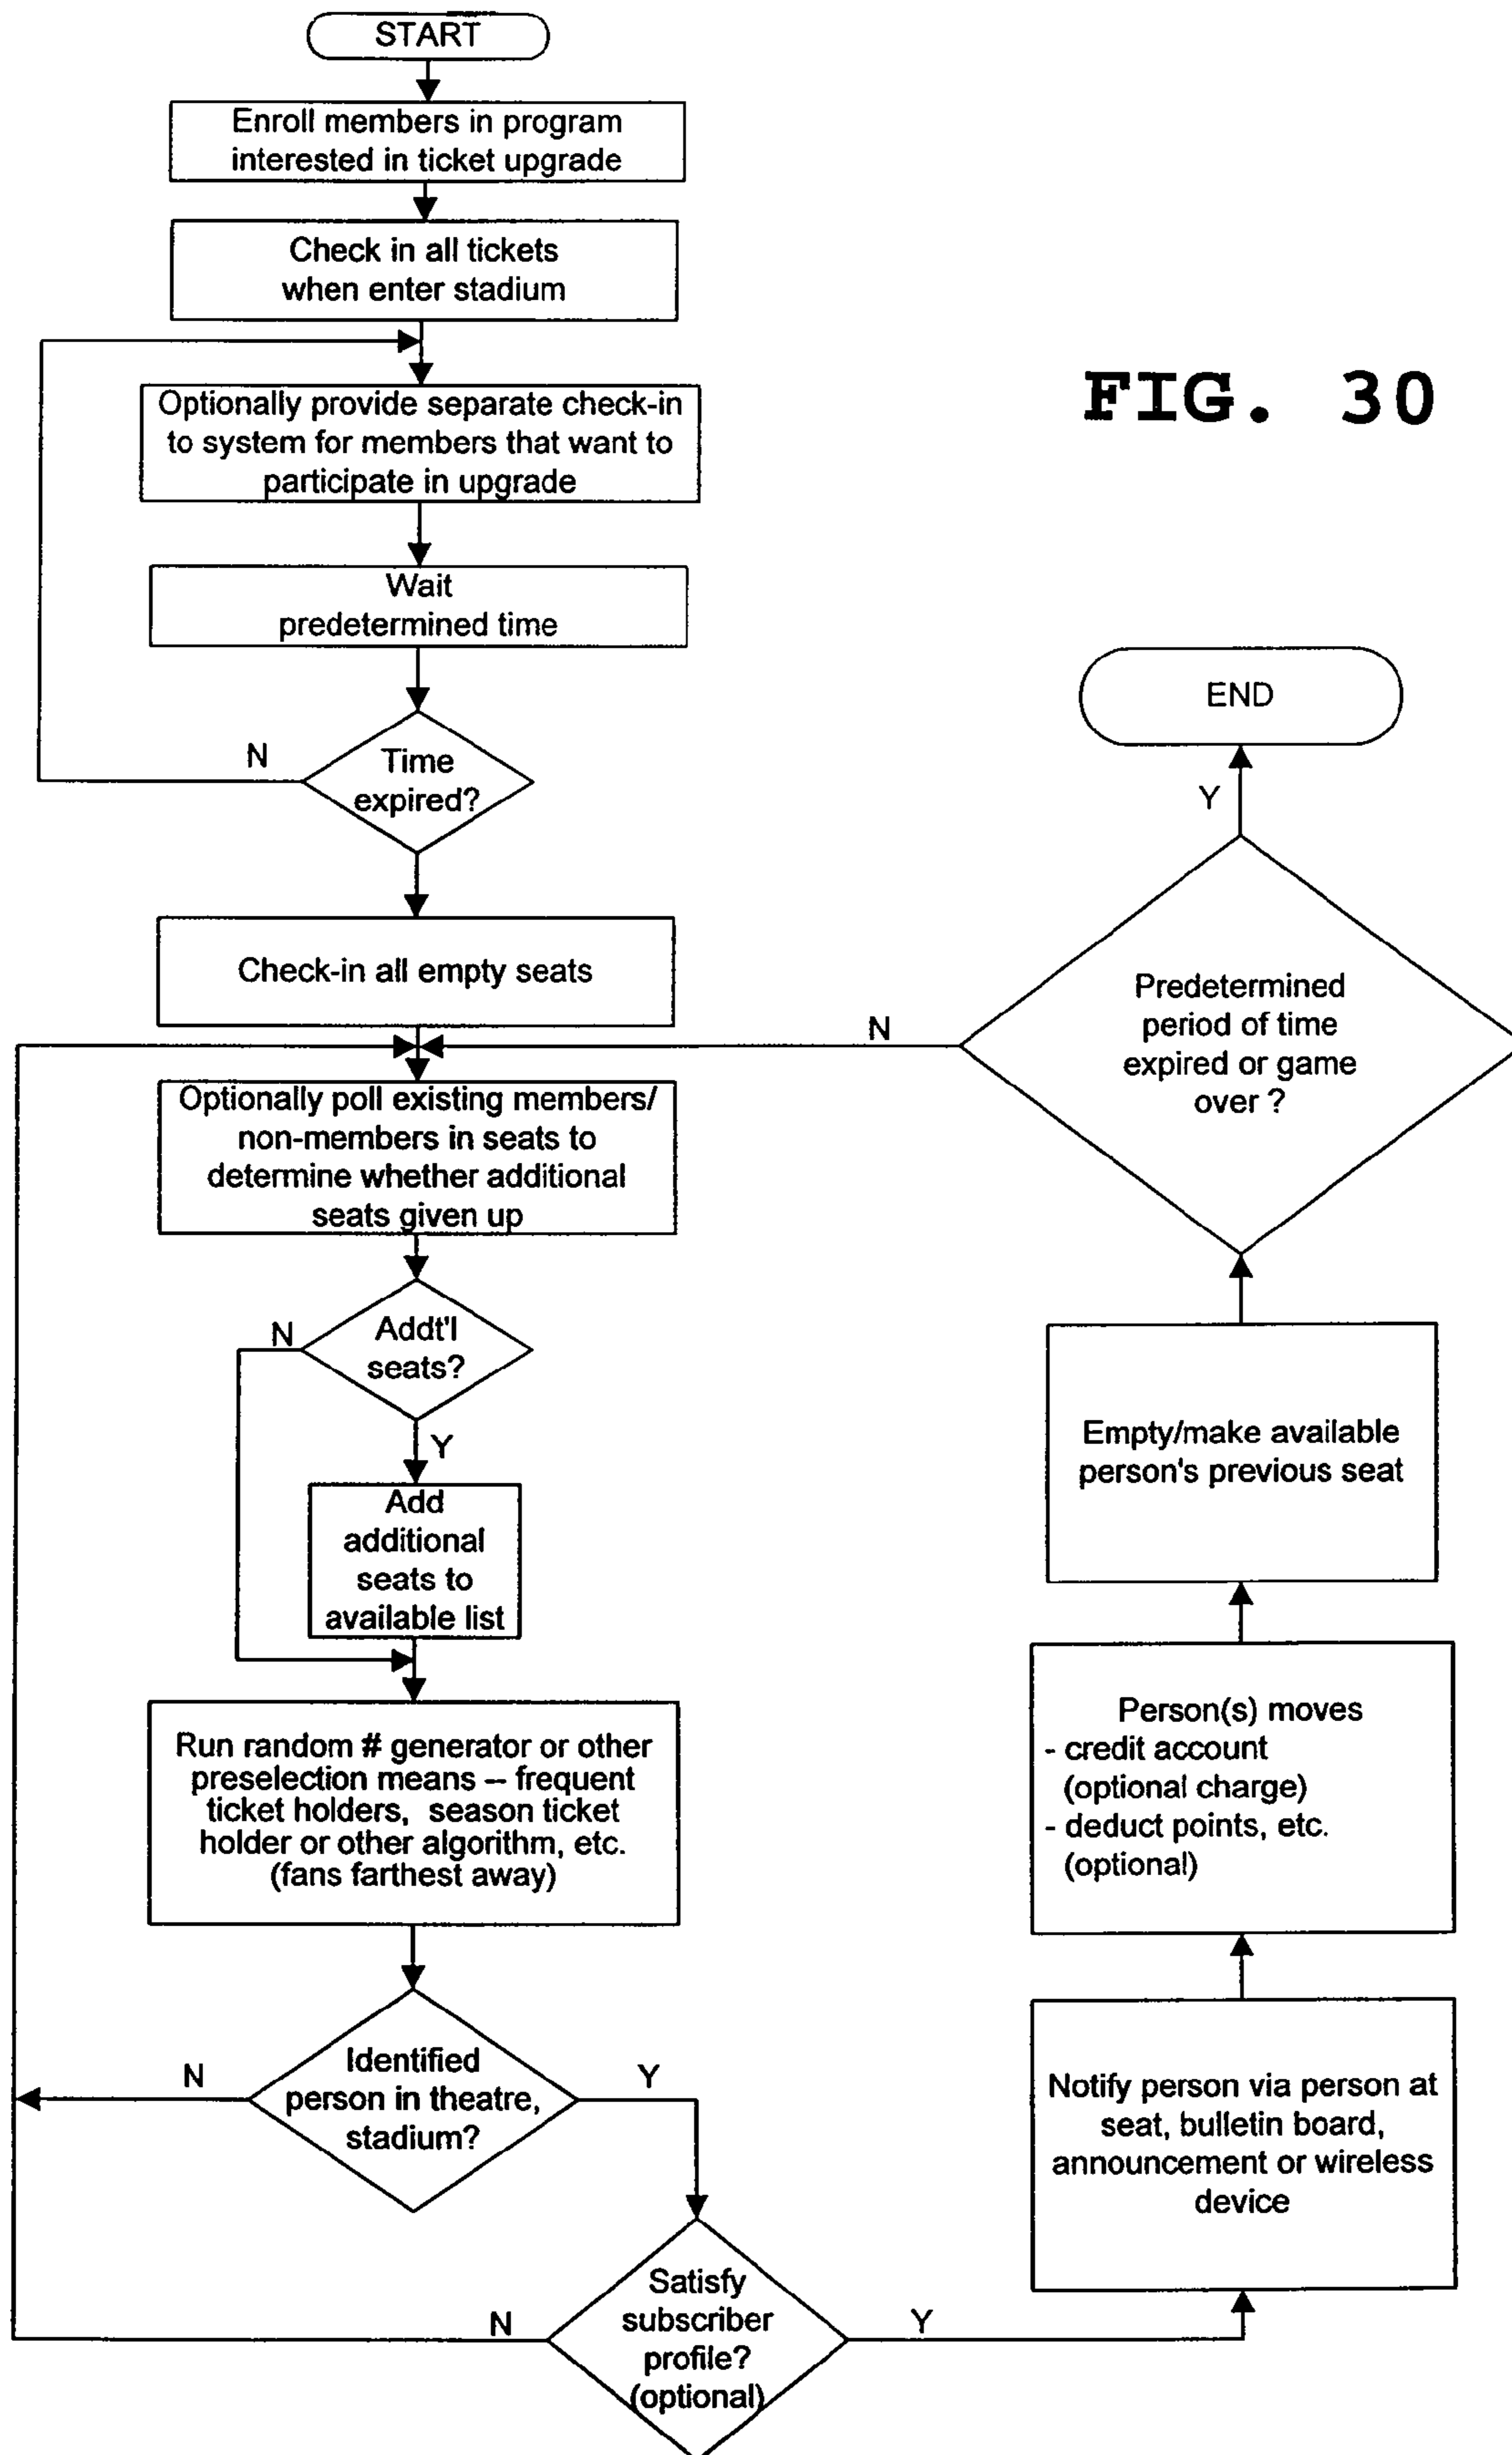 START
Enroll members in program
interested in ticket upgrade
Check in all tickets
when enter stadium
FIG. 30
Optionally provide separate check-in
to system for members that want to
participate in upgrade
Wait
predetermined time
N
Time
expired?
Check-in all empty seats
Optionally poll existing members/
non-members in seats to
determine whether additional
seats given up
N
Addt'l
seats?
Y
Add
additional
seats to
available list
Run random # generator or other
preselection means – frequent
ticket holders, season ticket
holder or other algorithm, etc.
(fans farthest away)
N
Identified
person in theatre,
stadium?
Y
N
Satisfy
subscriber
profile?
(optional)
Y
Notify person via person at
seat, bulletin board,
announcement or wireless
device
Person(s) moves
- credit account
(optional charge)
- deduct points, etc.
(optional)
Empty/make available
person's previous seat
N
Predetermined
period of time
expired or game
over ?
Y
END